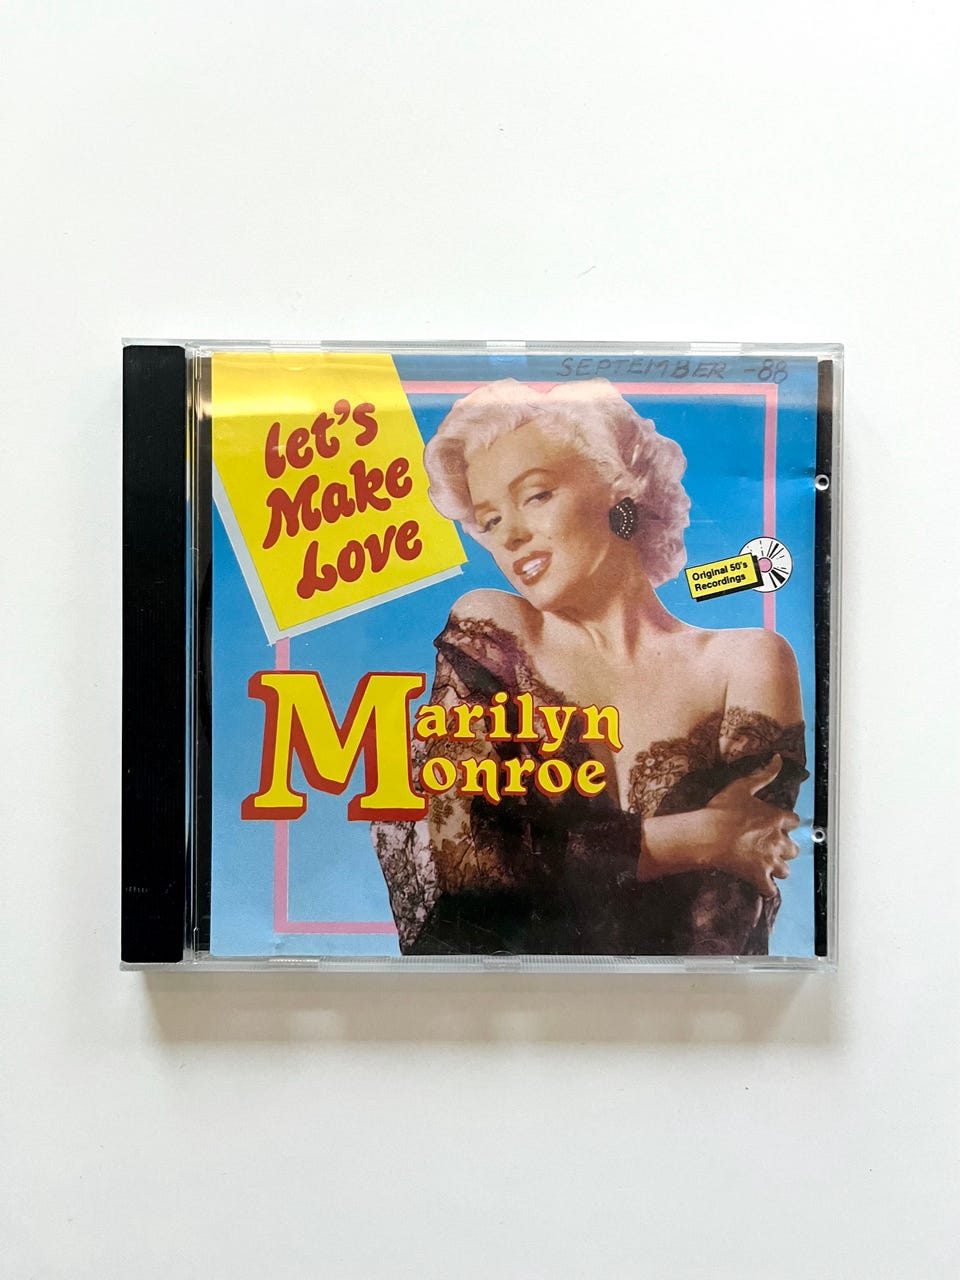 SEPTEMBER -88
let's
Make
Love
Original 50's
Recordings
Marilyn
Monroe